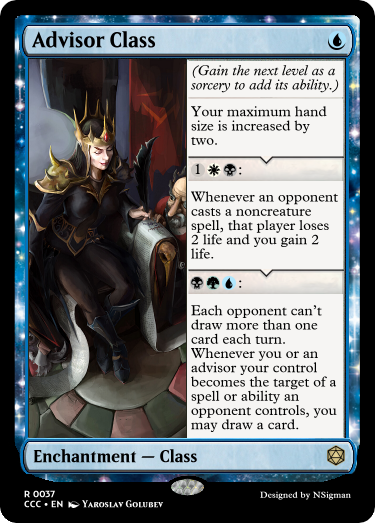 Advisor Class
(Gain the next level as a
sorcery to add its ability.)
Your maximum hand
size is increased by
two.
1 :
Whenever an opponent
casts a noncreature
spell, that player loses
2 life and you gain 2
life.
:
Each opponent can't
draw more than one
card each turn.
Whenever you or an
advisor your control
becomes the target of a
spell or ability an
opponent controls, you
may draw a card.
Enchantment — Class
R 0037
CCC • EN Yaroslav Golubev
Designed by NSigman